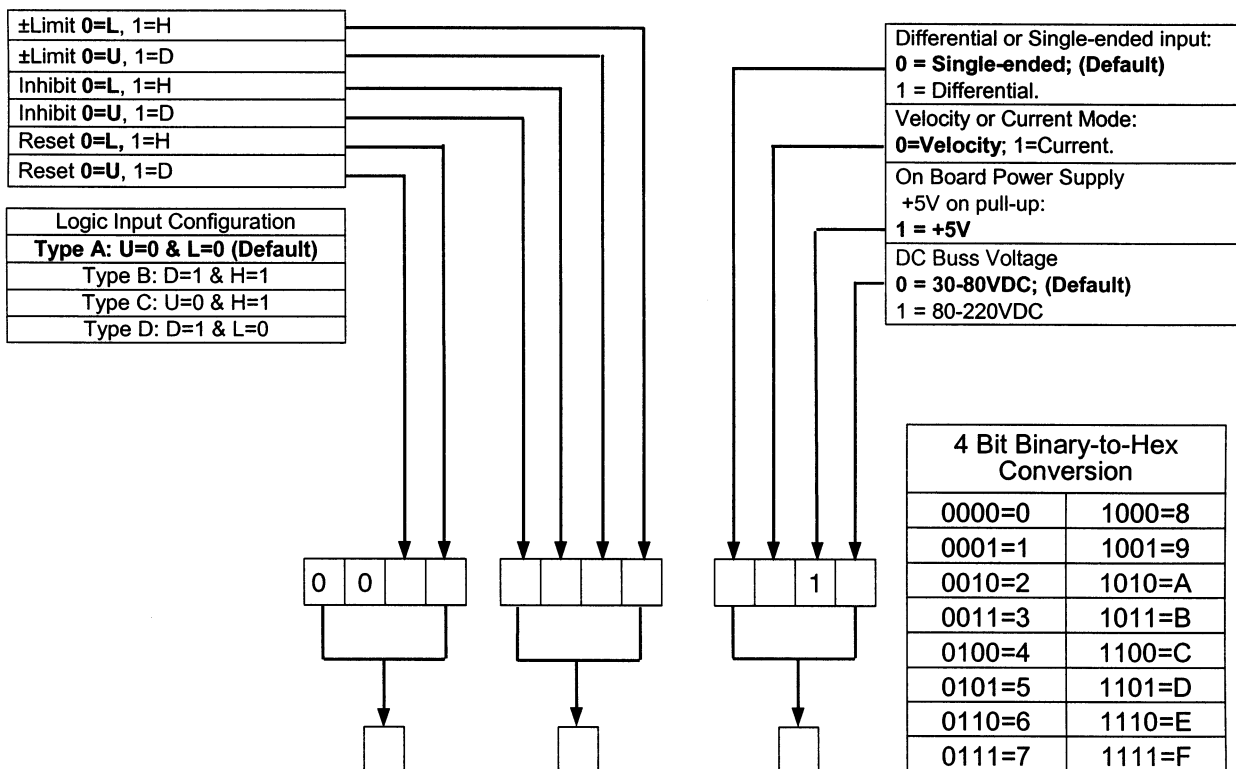 ±Limit 0=L, 1=H
±Limit 0=U, 1=D
Inhibit 0=L, 1=H
Inhibit 0=U, 1=D
Reset 0=L, 1=H
Reset 0=U, 1=D
Logic Input Configuration
Type A: U=0 & L=0 (Default)
Type B: D=1 & H=1
Type C: U=0 & H=1
Type D: D=1 & L=0
Differential or Single-ended input:
0 = Single-ended; (Default)
1 = Differential.
Velocity or Current Mode:
0=Velocity; 1=Current.
On Board Power Supply
+5V on pull-up:
1 = +5V
DC Buss Voltage
0 = 30-80VDC; (Default)
1 = 80-220VDC
0 0
1
4 Bit Binary-to-Hex
Conversion
0000=0 1000=8
0001=1 1001=9
0010=2 1010=A
0011=3 1011=B
0100=4 1100=C
0101=5 1101=D
0110=6 1110=E
0111=7 1111=F